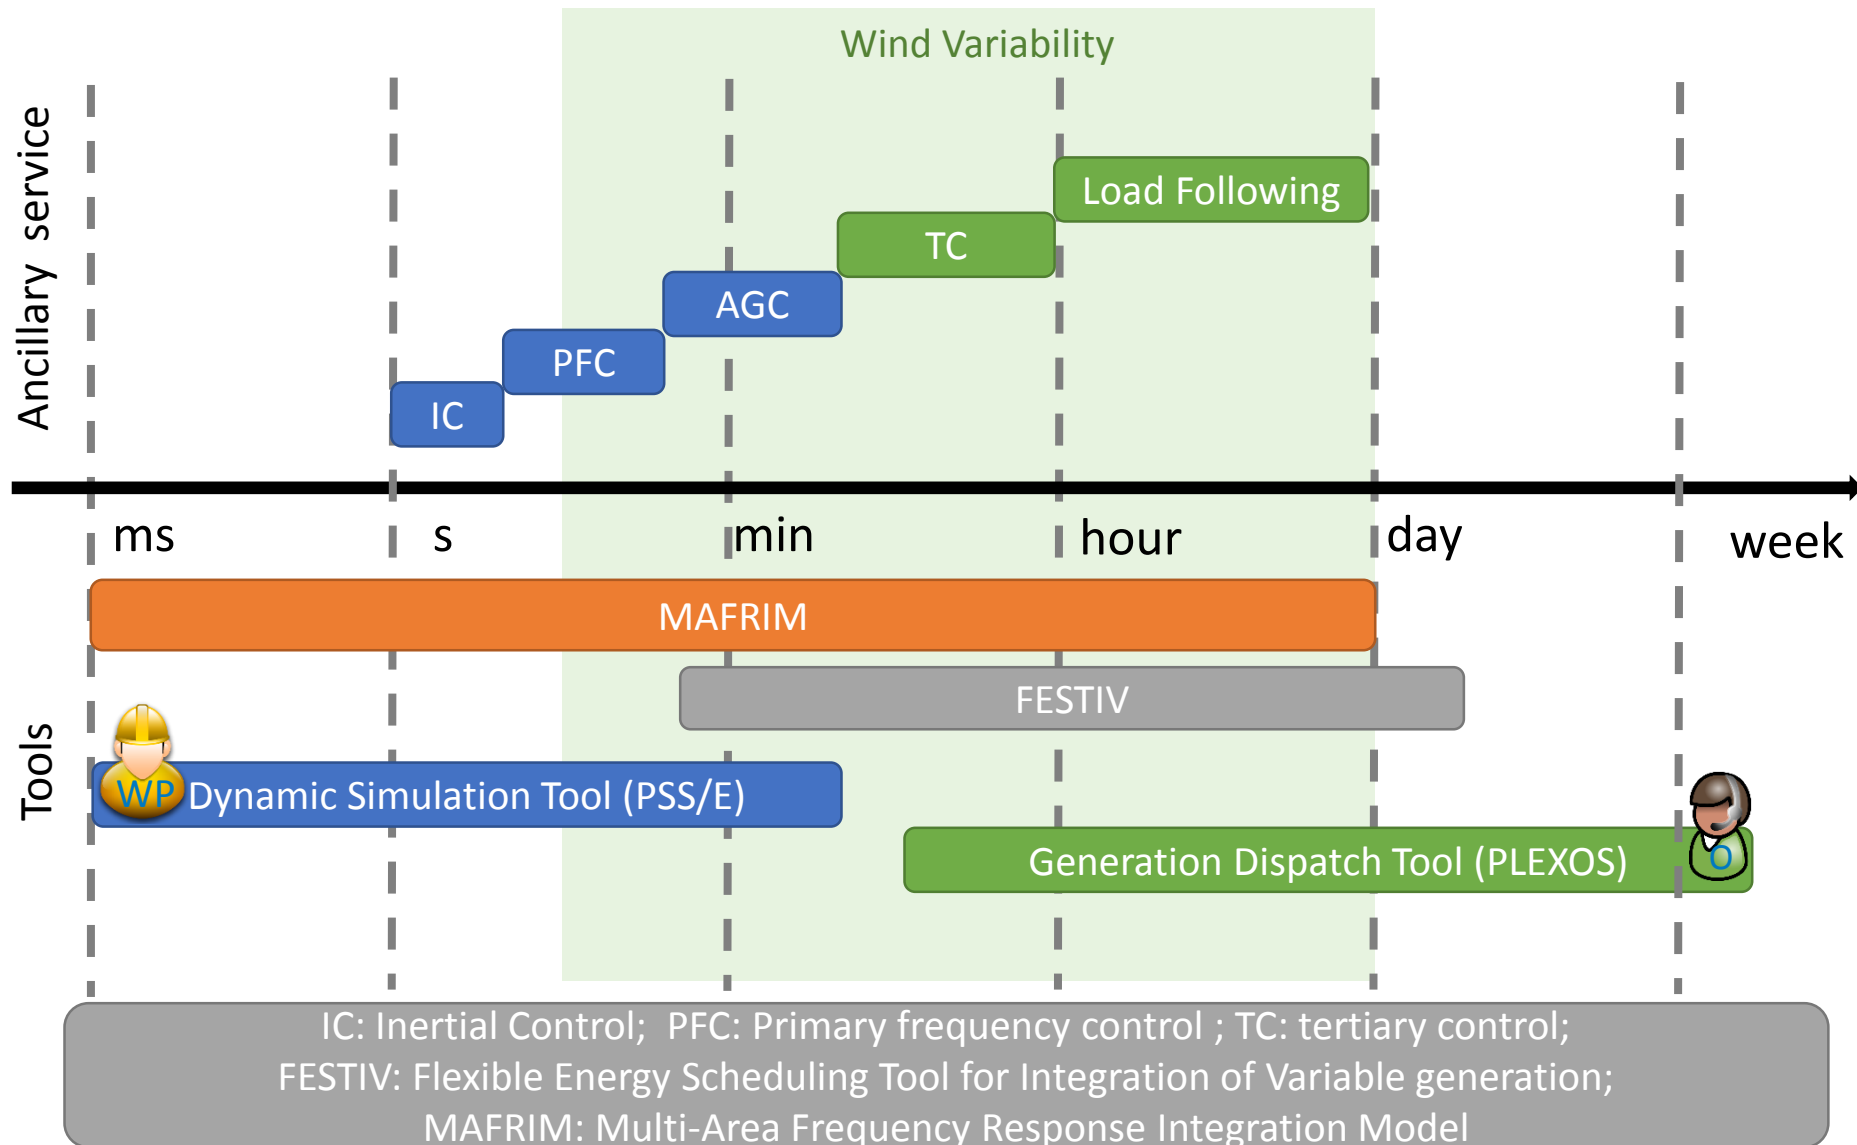 Wind Variability
Ancillary service
Load Following
TC
AGC
PFC
IC
ms
s
min
hour
day
week
MAFRIM
FESTIV
Tools
WP
Dynamic Simulation Tool (PSS/E)
Generation Dispatch Tool (PLEXOS)
O
IC: Inertial Control; PFC: Primary frequency control ; TC: tertiary control;
FESTIV: Flexible Energy Scheduling Tool for Integration of Variable generation;
MAFRIM: Multi-Area Frequency Response Integration Model